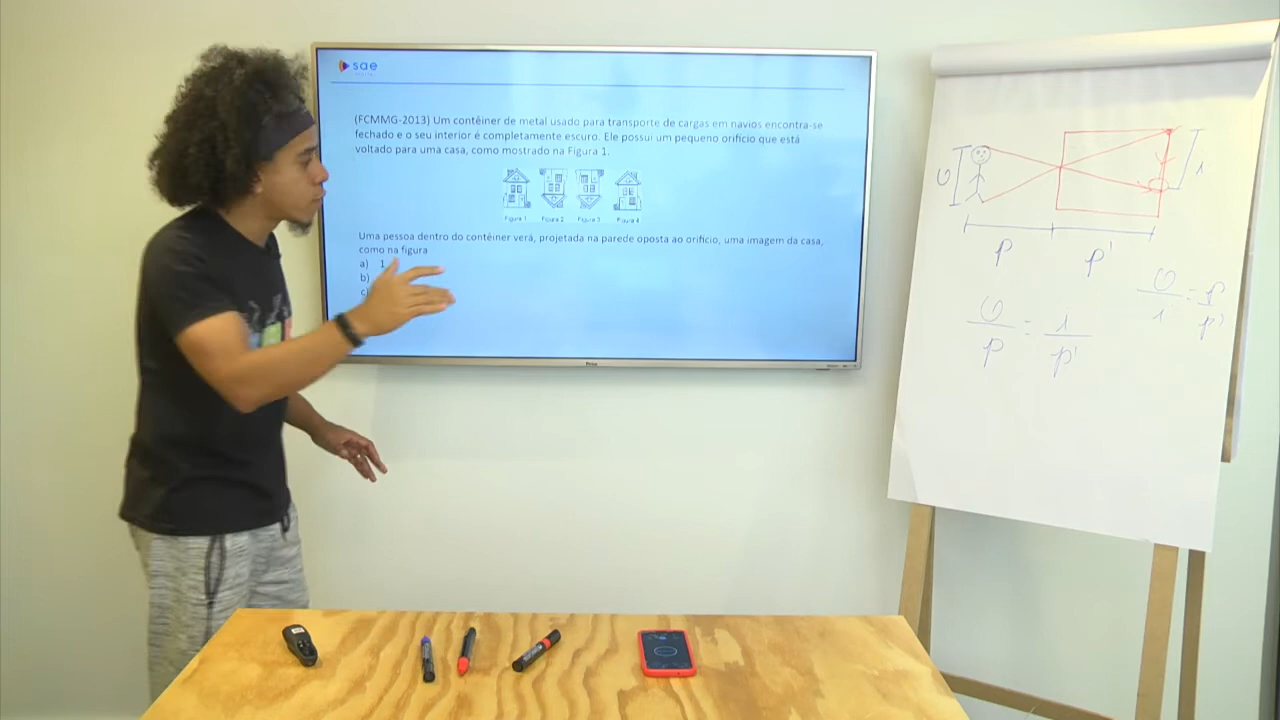 sae
(FCMMG-2013) Um contêiner de metal usado para transporte de cargas em navios encontra-se
fechado e o seu interior é completamente escuro. Ele possui um pequeno orifício que está
voltado para uma casa, como mostrado na Figura 1.
Figura 1 Figura 2 Figura 3 Figura 4
Uma pessoa dentro do contêiner verá, projetada na parede oposta ao orifício, uma imagem da casa,
como na figura
a) 1
b)
c)
o
i
p p'
o/i = p/p'
o/p = i/p'